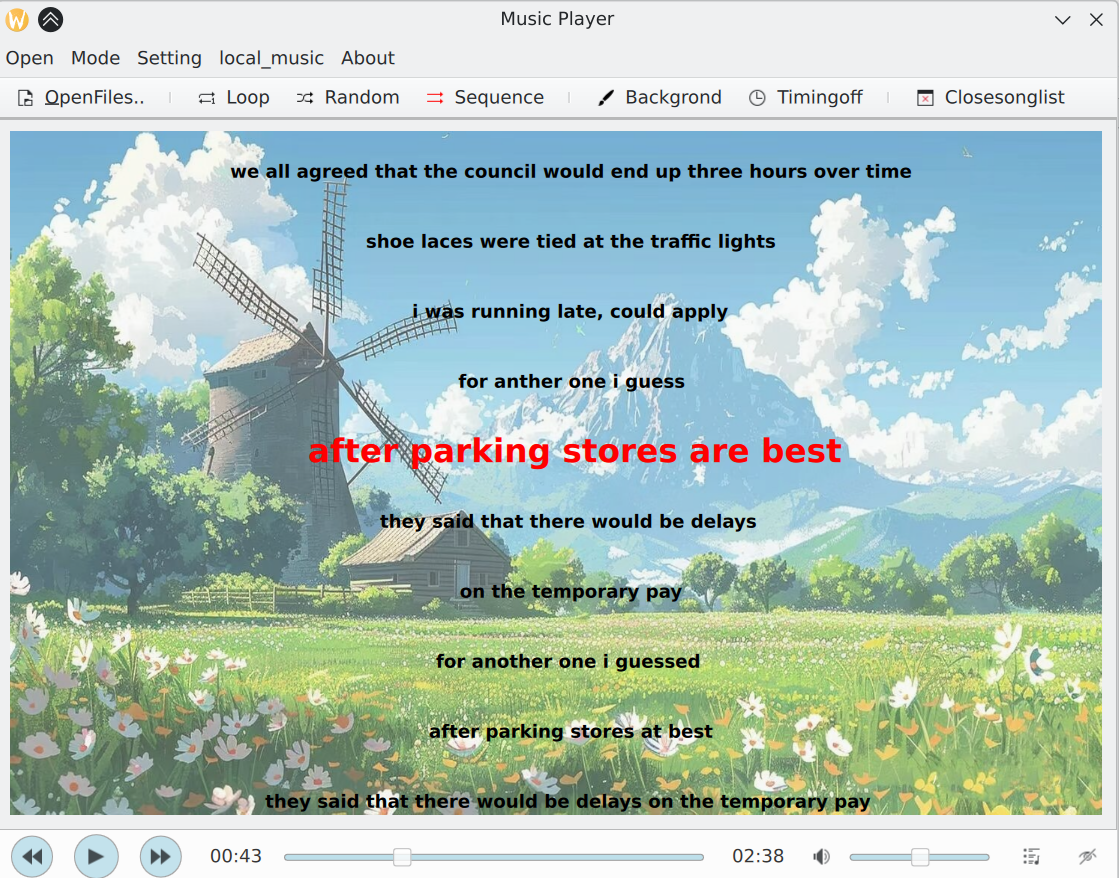 Music Player
Open Mode Setting local_music About
OpenFiles.. Loop Random Sequence Backgrond Timingoff Closesonglist
we all agreed that the council would end up three hours over time
shoe laces were tied at the traffic lights
i was running late, could apply
for anther one i guess
after parking stores are best
they said that there would be delays
on the temporary pay
for another one i guessed
after parking stores at best
they said that there would be delays on the temporary pay
00:43 02:38